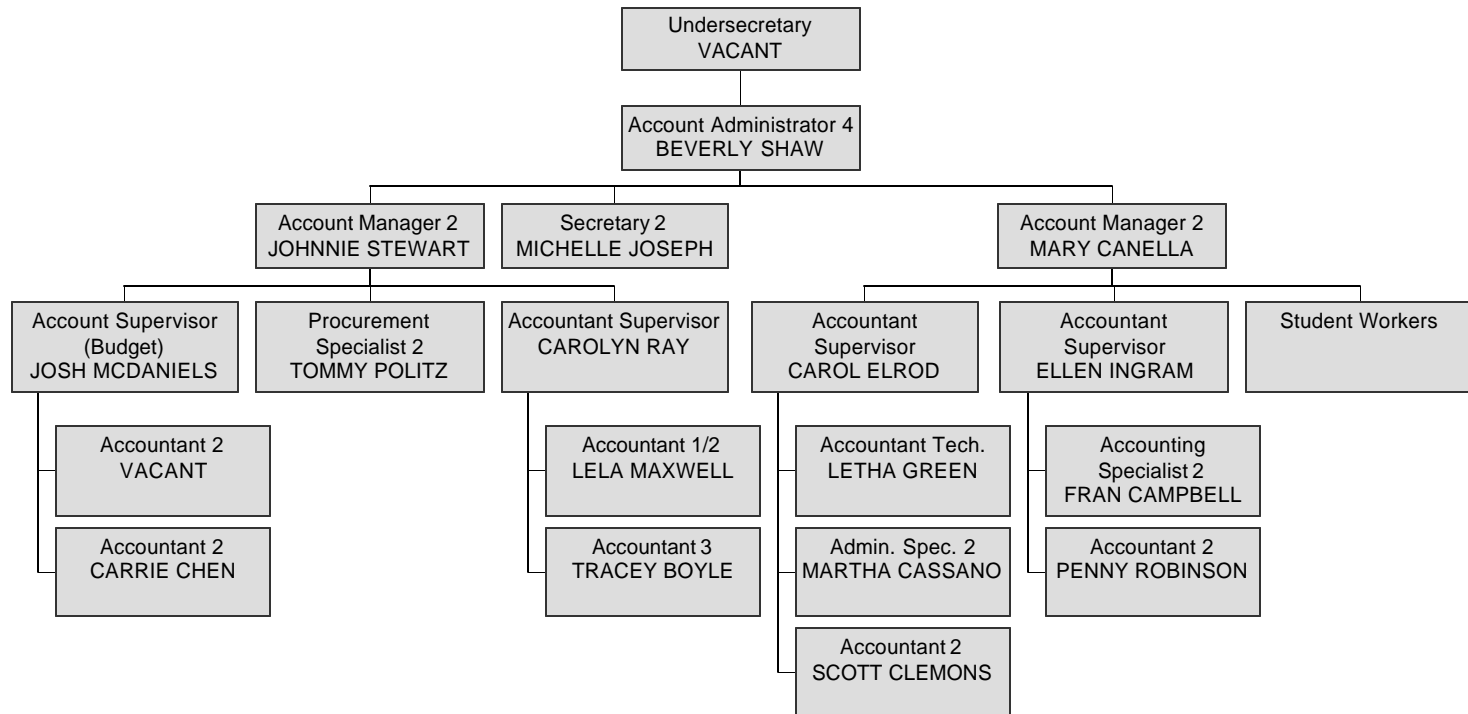 Undersecretary
VACANT
Account Administrator 4
BEVERLY SHAW
Account Manager 2
JOHNNIE STEWART
Secretary 2
MICHELLE JOSEPH
Account Manager 2
MARY CANELLA
Account Supervisor
(Budget)
JOSH MCDANIELS
Procurement
Specialist 2
TOMMY POLITZ
Accountant Supervisor
CAROLYN RAY
Accountant
Supervisor
CAROL ELROD
Accountant
Supervisor
ELLEN INGRAM
Student Workers
Accountant 2
VACANT
Accountant 1/2
LELA MAXWELL
Accountant Tech.
LETHA GREEN
Accounting
Specialist 2
FRAN CAMPBELL
Accountant 2
CARRIE CHEN
Accountant 3
TRACEY BOYLE
Admin. Spec. 2
MARTHA CASSANO
Accountant 2
PENNY ROBINSON
Accountant 2
SCOTT CLEMONS